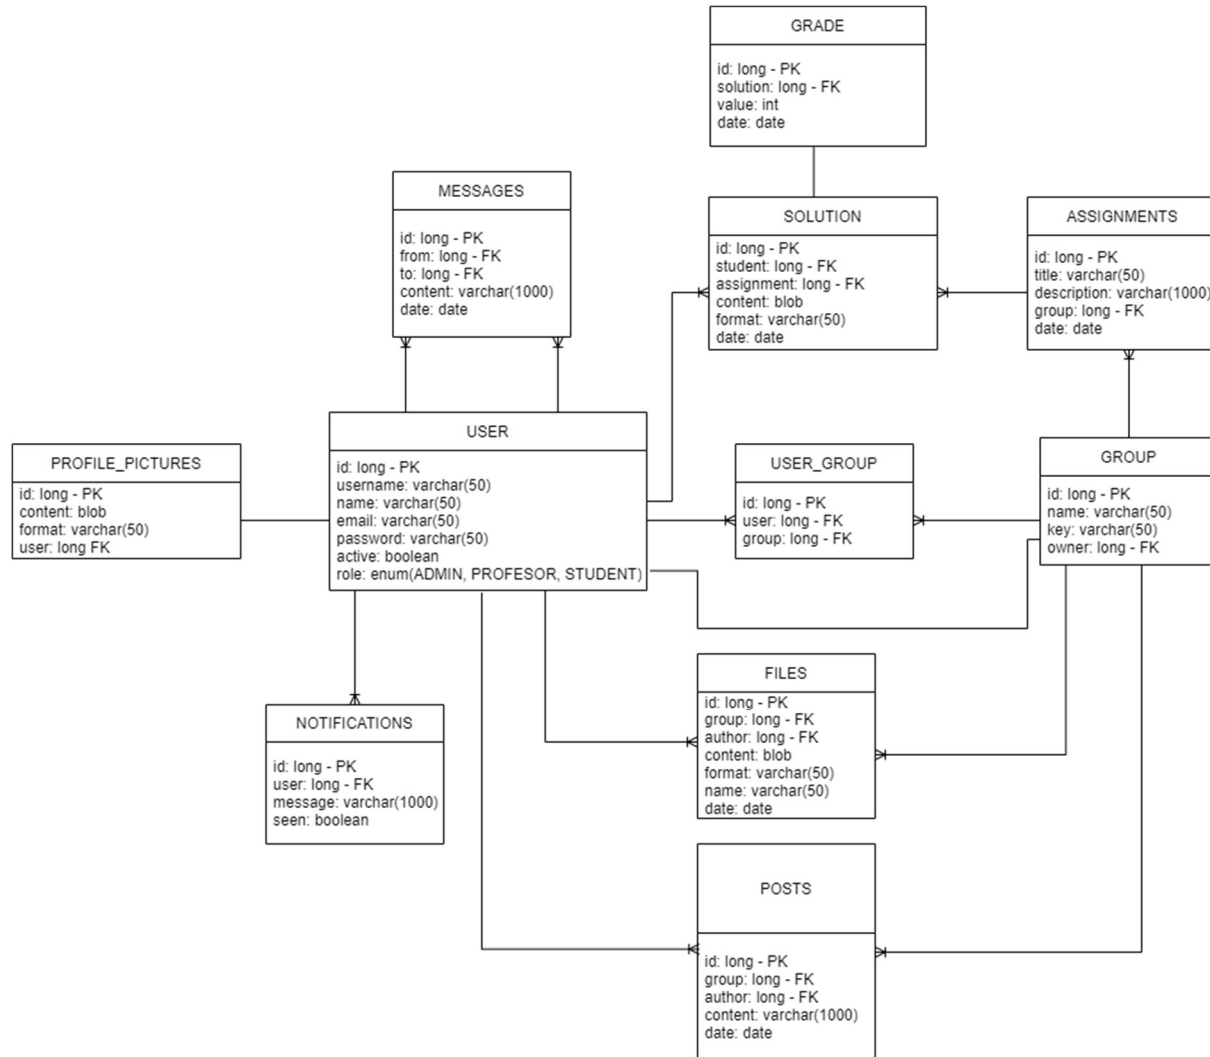 GRADE
id: long - PK
solution: long - FK
value: int
date: date
MESSAGES
id: long - PK
from: long - FK
to: long - FK
content: varchar(1000)
date: date
SOLUTION
id: long - PK
student: long - FK
assignment: long - FK
content: blob
format: varchar(50)
date: date
ASSIGNMENTS
id: long - PK
title: varchar(50)
description: varchar(1000)
group: long - FK
date: date
PROFILE_PICTURES
id: long - PK
content: blob
format: varchar(50)
user: long FK
USER
id: long - PK
username: varchar(50)
name: varchar(50)
email: varchar(50)
password: varchar(50)
active: boolean
role: enum(ADMIN, PROFESOR, STUDENT)
USER_GROUP
id: long - PK
user: long - FK
group: long - FK
GROUP
id: long - PK
name: varchar(50)
key: varchar(50)
owner: long - FK
NOTIFICATIONS
id: long - PK
user: long - FK
message: varchar(1000)
seen: boolean
FILES
id: long - PK
group: long - FK
author: long - FK
content: blob
format: varchar(50)
name: varchar(50)
date: date
POSTS
id: long - PK
group: long - FK
author: long - FK
content: varchar(1000)
date: date